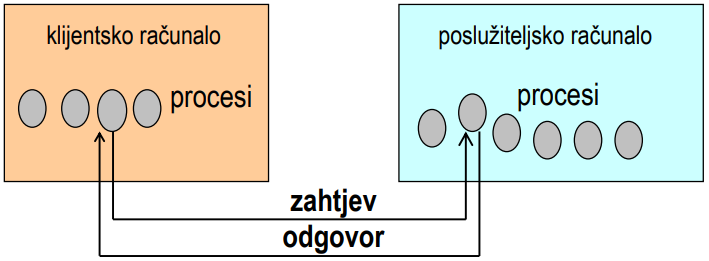 klijentsko računalo
procesi
poslužiteljsko računalo
procesi
zahtjev
odgovor